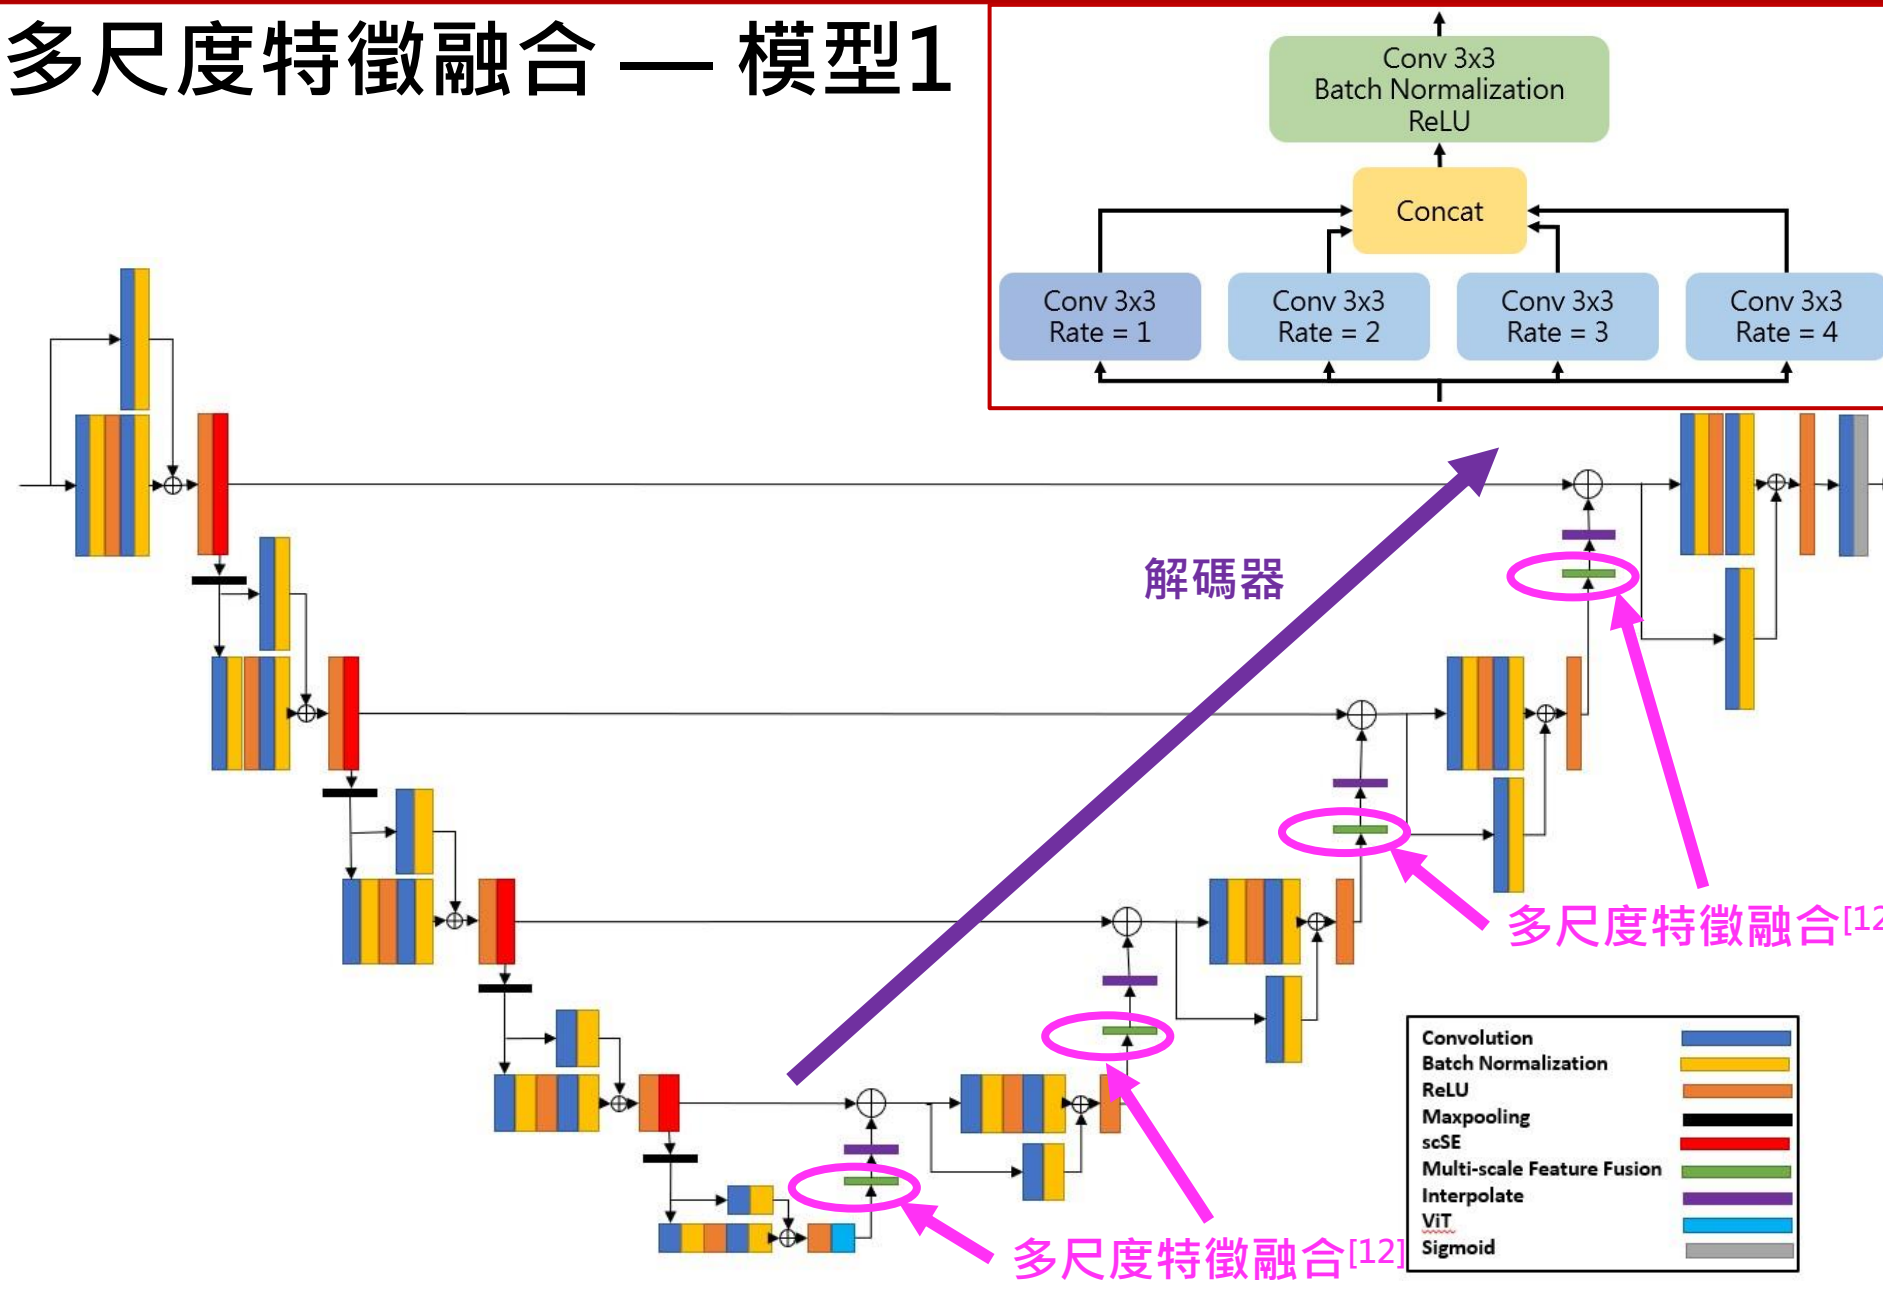 多尺度特徵融合 — 模型1
Conv 3x3
Batch Normalization
ReLU
Concat
Conv 3x3
Rate = 1
Conv 3x3
Rate = 2
Conv 3x3
Rate = 3
Conv 3x3
Rate = 4
解碼器
多尺度特徵融合[12
多尺度特徵融合[12]
Convolution
Batch Normalization
ReLU
Maxpooling
scSE
Multi-scale Feature Fusion
Interpolate
ViT
Sigmoid